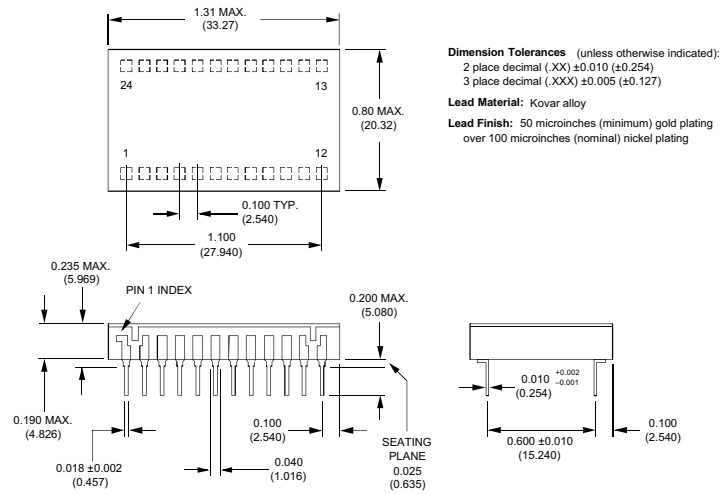 1.31 MAX.
(33.27)
Dimension Tolerances (unless otherwise indicated):
2 place decimal (.XX) ±0.010 (±0.254)
3 place decimal (.XXX) ±0.005 (±0.127)
Lead Material: Kovar alloy
Lead Finish: 50 microinches (minimum) gold plating
over 100 microinches (nominal) nickel plating
24
13
0.80 MAX.
(20.32)
1
12
0.100 TYP.
(2.540)
1.100
(27.940)
0.235 MAX.
(5.969)
PIN 1 INDEX
0.200 MAX.
(5.080)
0.010 +0.002
–0.001
(0.254)
0.190 MAX.
(4.826)
0.100
(2.540)
SEATING
PLANE
0.025
(0.635)
0.600 ±0.010
(15.240)
0.100
(2.540)
0.018 ±0.002
(0.457)
0.040
(1.016)